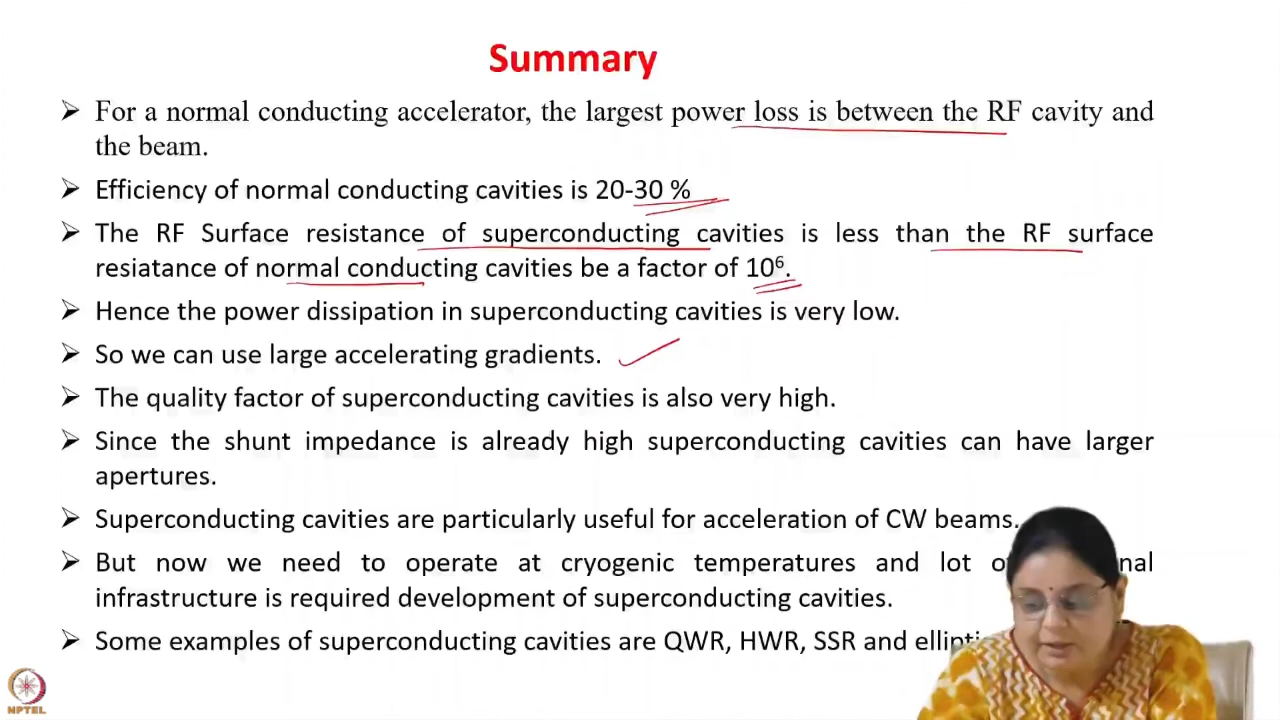 Summary
➢ For a normal conducting accelerator, the largest power loss is between the RF cavity and
the beam.
➢ Efficiency of normal conducting cavities is 20-30 %
➢ The RF Surface resistance of superconducting cavities is less than the RF surface
resiatance of normal conducting cavities be a factor of 10⁶.
➢ Hence the power dissipation in superconducting cavities is very low.
➢ So we can use large accelerating gradients.
➢ The quality factor of superconducting cavities is also very high.
➢ Since the shunt impedance is already high superconducting cavities can have larger
apertures.
➢ Superconducting cavities are particularly useful for acceleration of CW beams.
➢ But now we need to operate at cryogenic temperatures and lot
infrastructure is required development of superconducting cavities.
➢ Some examples of superconducting cavities are QWR, HWR, SSR and
NPTEL